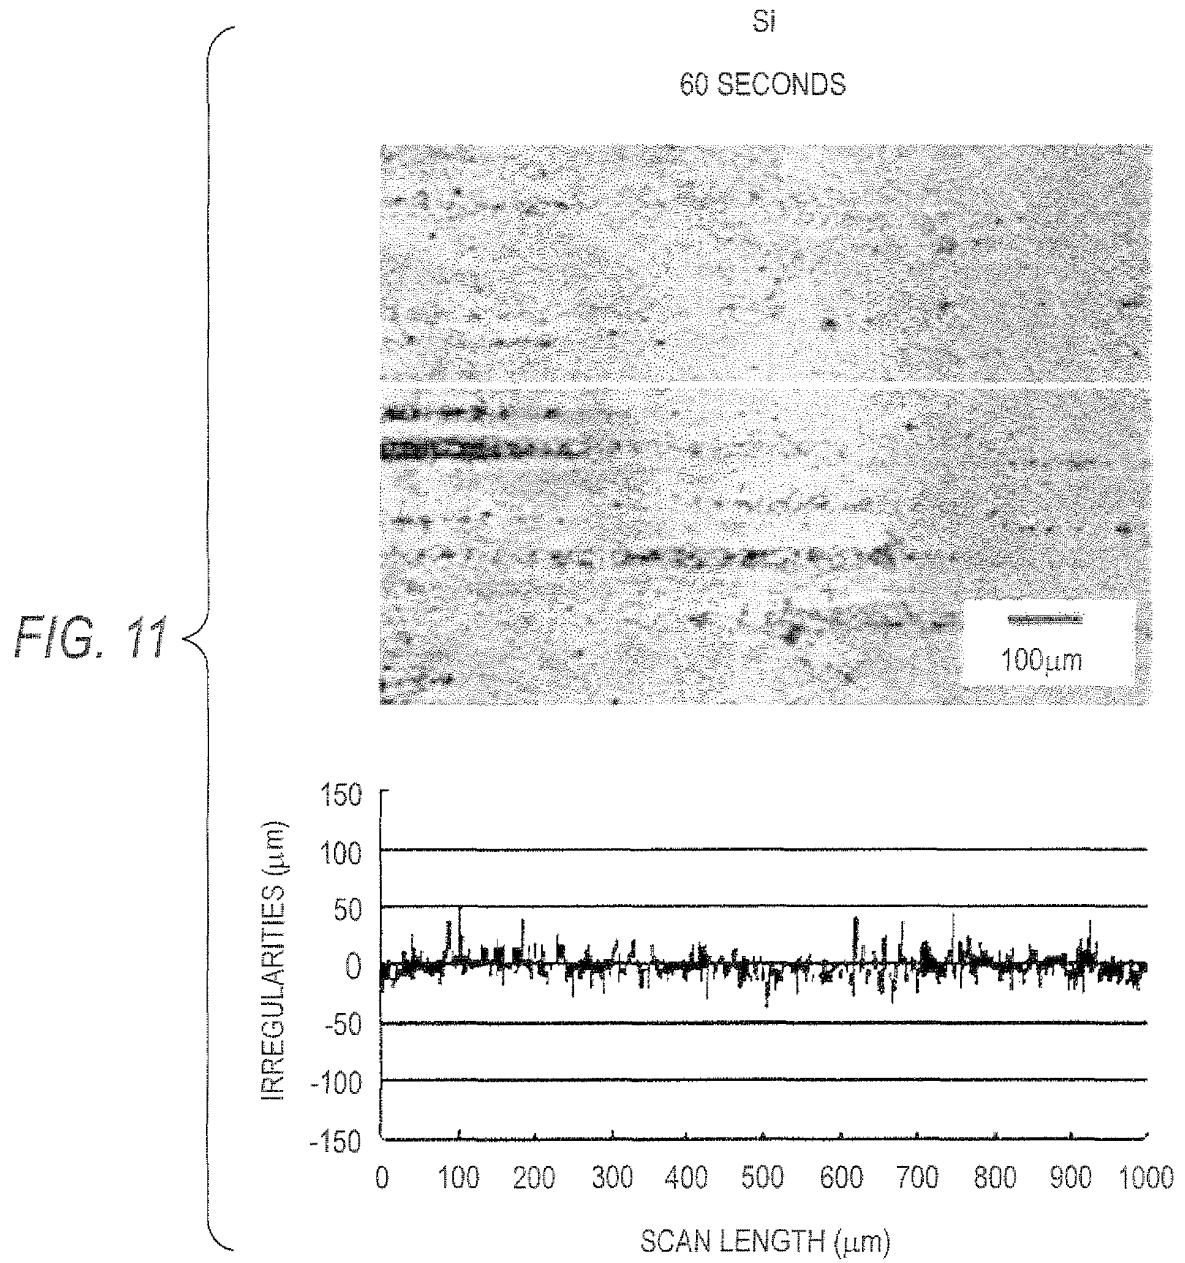 Si
60 SECONDS
FIG. 11
100μm
IRREGULARITIES (μm)
150
100
50
0
-50
-100
-150
0 100 200 300 400 500 600 700 800 900 1000
SCAN LENGTH (μm)